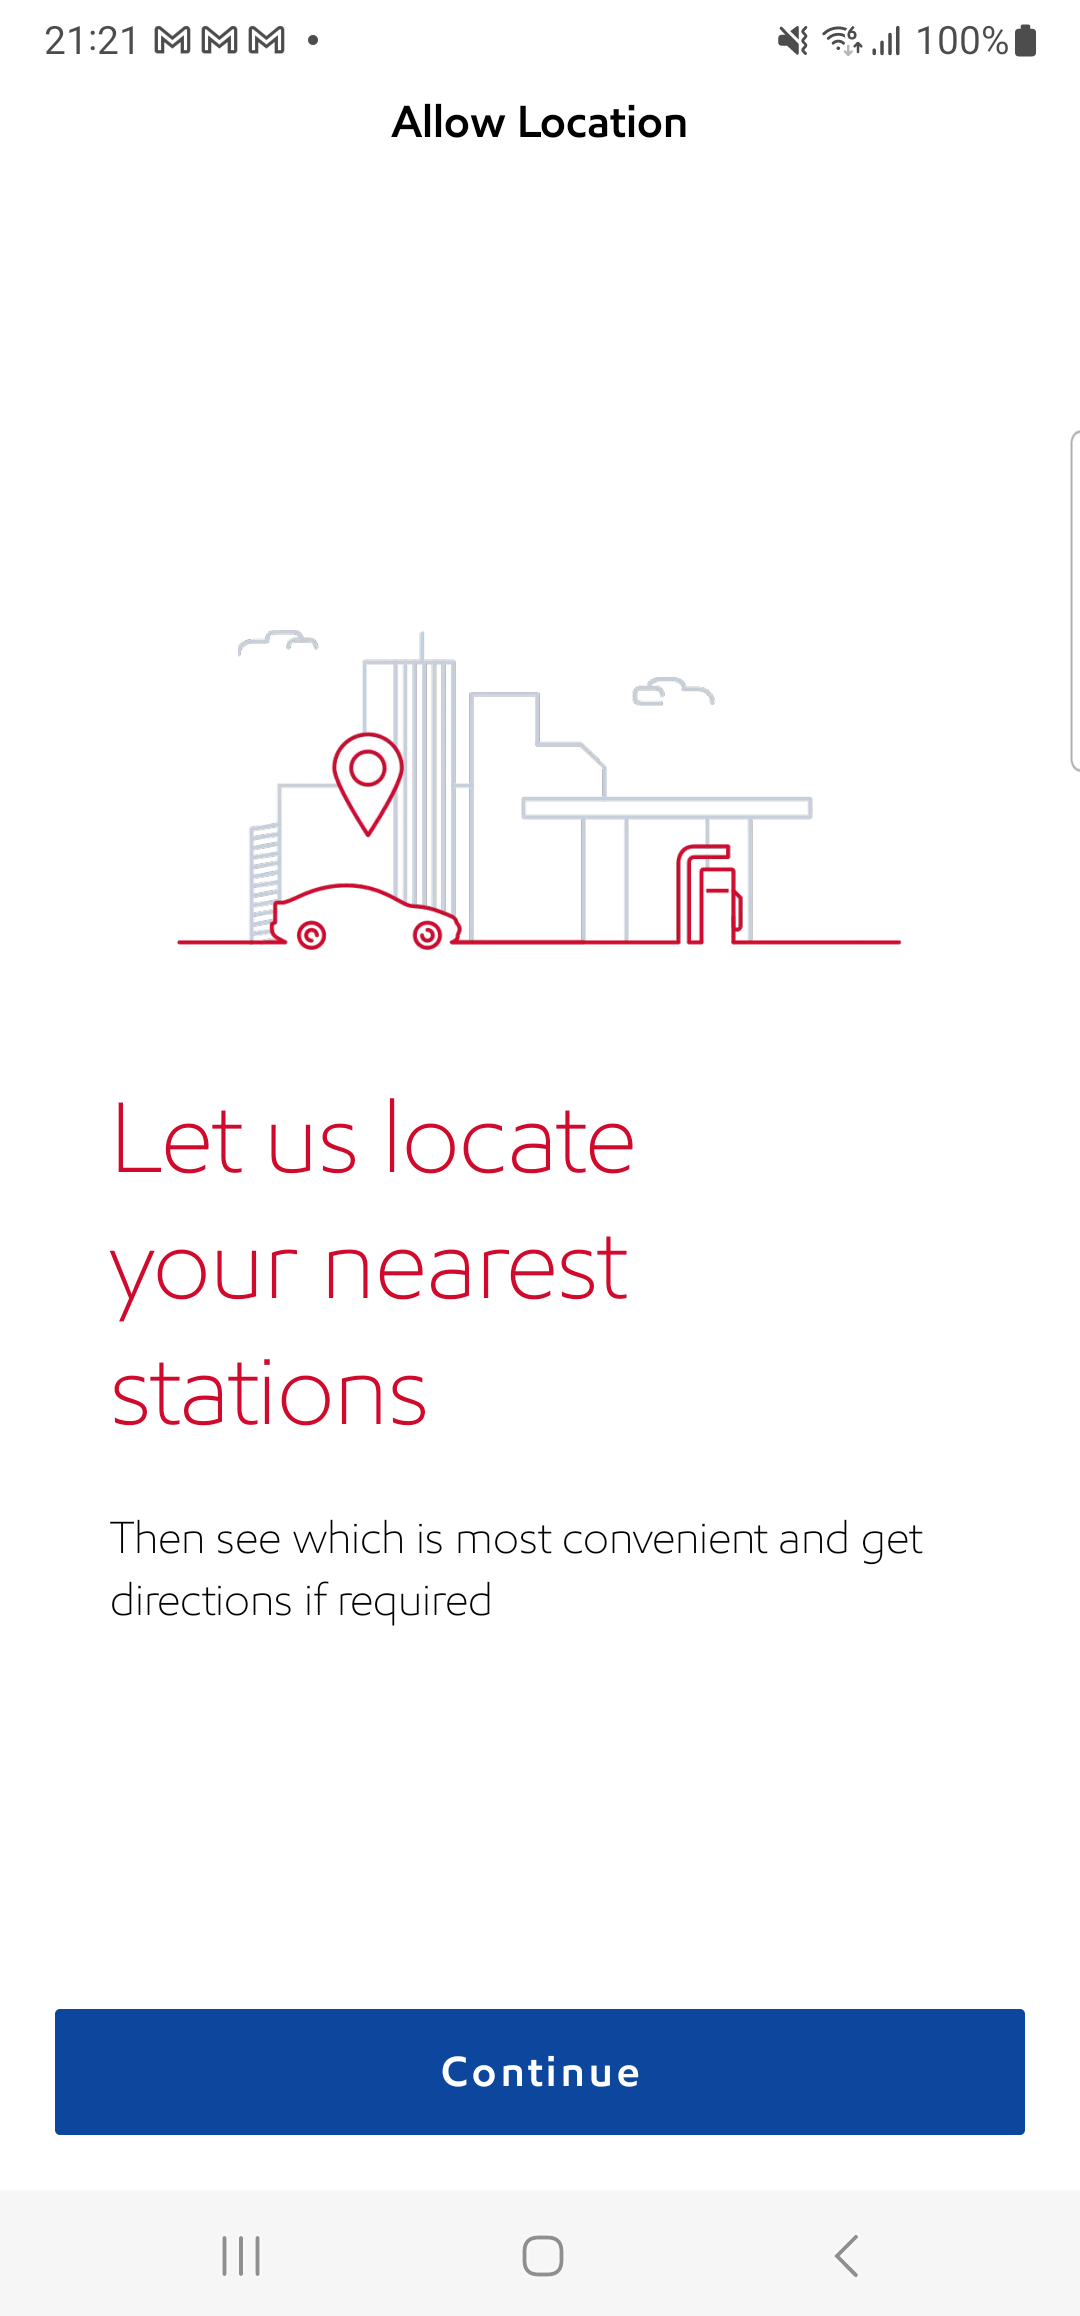 21:21 100%
Allow Location
Let us locate
your nearest
stations
Then see which is most convenient and get
directions if required
Continue